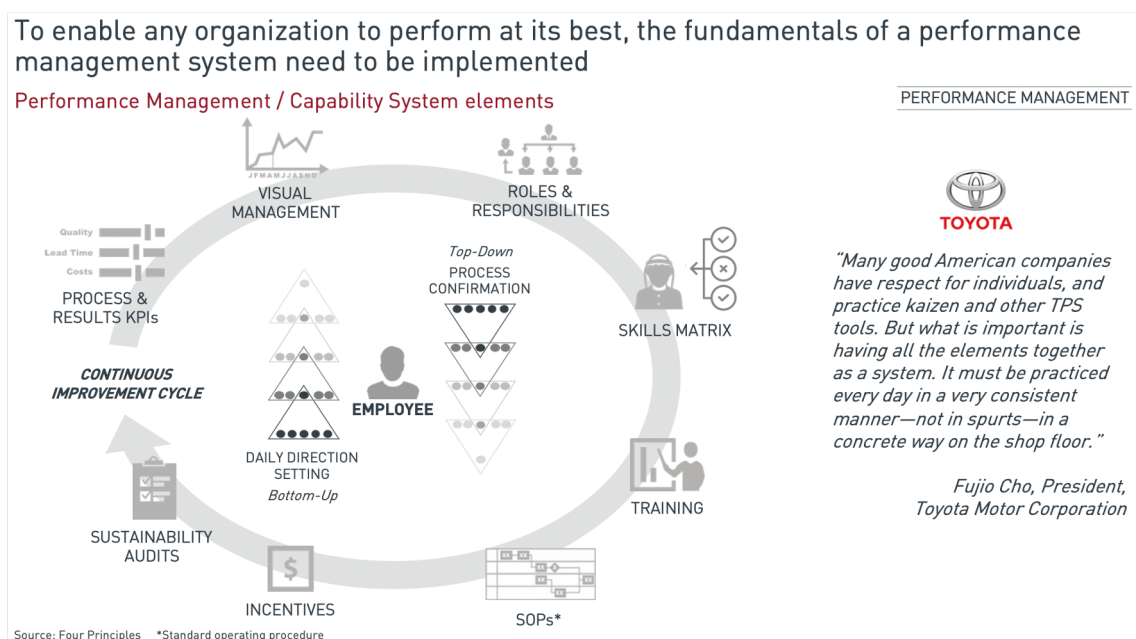 To enable any organization to perform at its best, the fundamentals of a performance
management system need to be implemented
Performance Management / Capability System elements
PERFORMANCE MANAGEMENT
JFMAMJJASND
VISUAL
MANAGEMENT
ROLES &
RESPONSIBILITIES
Quality
Lead Time
Costs
PROCESS &
RESULTS KPIs
Top-Down
PROCESS
CONFIRMATION
SKILLS MATRIX
CONTINUOUS
IMPROVEMENT CYCLE
EMPLOYEE
DAILY DIRECTION
SETTING
Bottom-Up
TRAINING
SUSTAINABILITY
AUDITS
$
INCENTIVES
SOPs*
TOYOTA
“Many good American companies
have respect for individuals, and
practice kaizen and other TPS
tools. But what is important is
having all the elements together
as a system. It must be practiced
every day in a very consistent
manner—not in spurts—in a
concrete way on the shop floor.”
Fujio Cho, President,
Toyota Motor Corporation
Source: Four Principles *Standard operating procedure